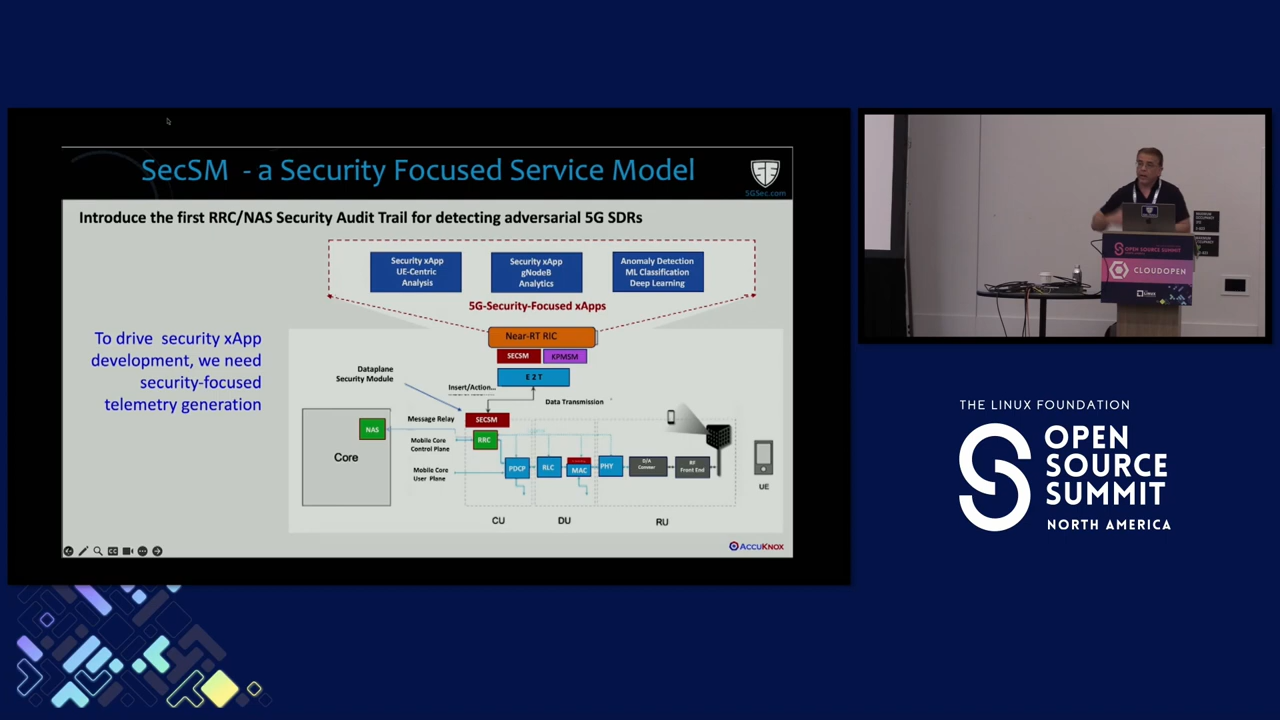 SecSM - a Security Focused Service Model
5GSec.com
Introduce the first RRC/NAS Security Audit Trail for detecting adversarial 5G SDRs
Security xApp
UE-Centric
Analysis
Security xApp
gNodeB
Analytics
Anomaly Detection
ML Classification
Deep Learning
5G-Security-Focused xApps
To drive security xApp
development, we need
security-focused
telemetry generation
Near-RT RIC
SECSM
KPMSM
E 2 T
Dataplane
Security Module
Insert/Action...
Data Transmission
Message Relay
SECSM
NAS
RRC
Core
Mobile Core
Control Plane
Mobile Core
User Plane
PDCP
RLC
MAC
PHY
D/A
RF
Front End
UE
CU
DU
RU
ACCUKNOX
OPEN SOURCE SUMMIT
CLOUDOPEN
THE LINUX FOUNDATION
OPEN
SOURCE
SUMMIT
NORTH AMERICA